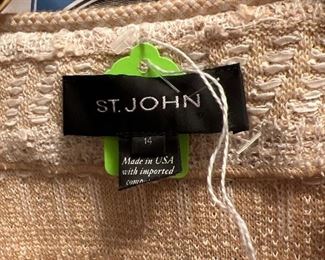 ST. JOHN
14
Made in USA
with imported